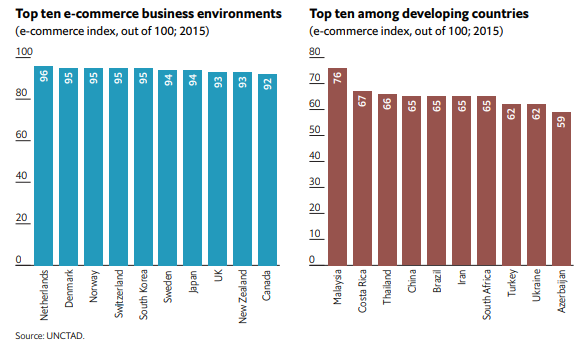 Top ten e-commerce business environments
(e-commerce index, out of 100; 2015)
100
80
60
40
20
0
96
95
95
95
95
94
94
93
93
92
Netherlands
Denmark
Norway
Switzerland
South Korea
Sweden
Japan
UK
New Zealand
Canada
Top ten among developing countries
(e-commerce index, out of 100; 2015)
80
70
60
50
40
30
20
10
0
76
67
66
65
65
65
65
62
62
59
Malaysia
Costa Rica
Thailand
China
Brazil
Iran
South Africa
Turkey
Ukraine
Azerbaijan
Source: UNCTAD.